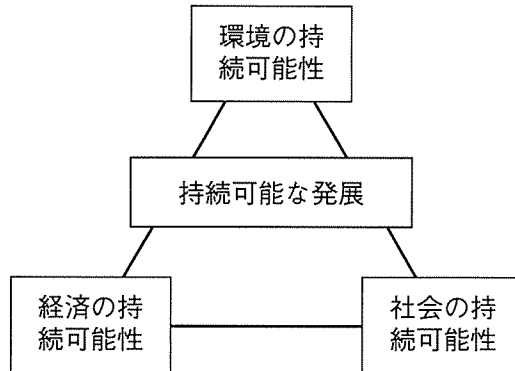 環境の持
続可能性
持続可能な発展
経済の持
続可能性
社会の持
続可能性